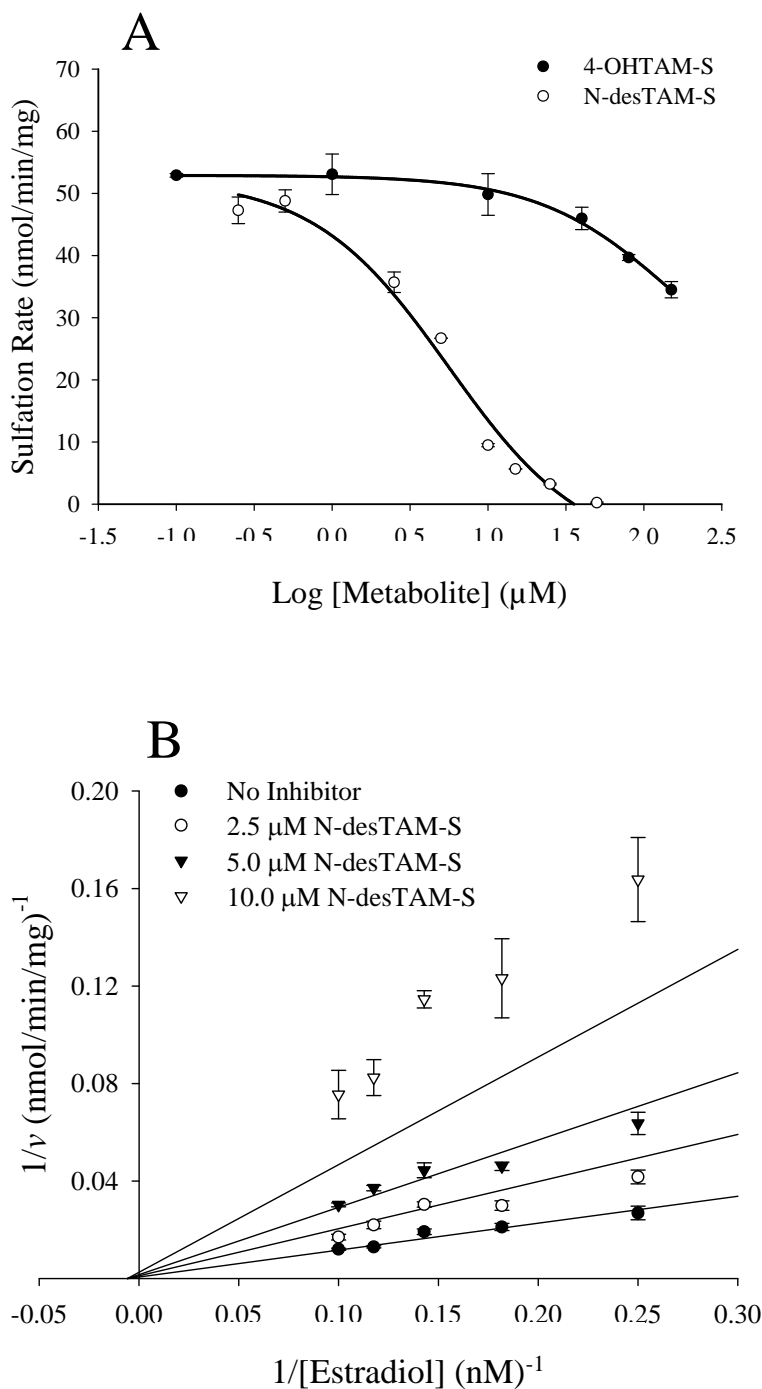 A
70
60
50
40
30
20
10
0
Sulfation Rate (nmol/min/mg)
4-OHTAM-S
N-desTAM-S
-1.5 -1.0 -0.5 0.0 0.5 1.0 1.5 2.0 2.5
Log [Metabolite] (µM)
B
0.20
0.16
0.12
0.08
0.04
1/v (nmol/min/mg)-1
No Inhibitor
2.5 µM N-desTAM-S
5.0 µM N-desTAM-S
10.0 µM N-desTAM-S
-0.05 0.00 0.05 0.10 0.15 0.20 0.25 0.30
1/[Estradiol] (nM)-1